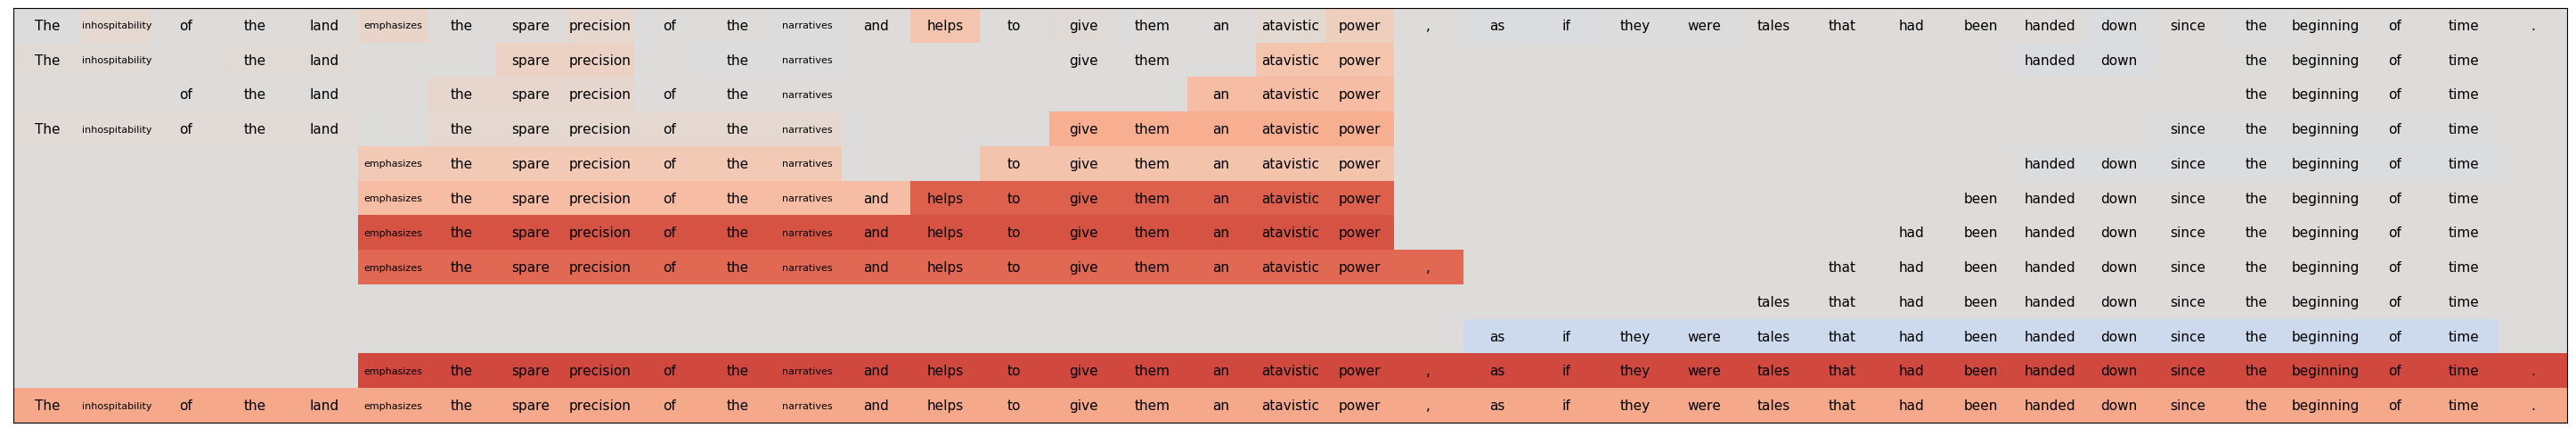 The inhospitability of the land emphasizes the spare precision of the narratives and helps to give them an atavistic power , as if they were tales that had been handed down since the beginning of time .
The inhospitability the land spare precision the narratives give them atavistic power handed down the beginning of time
of the land the spare precision of the narratives an atavistic power the beginning of time
The inhospitability of the land the spare precision of the narratives give them an atavistic power since the beginning of time
emphasizes the spare precision of the narratives to give them an atavistic power handed down since the beginning of time
emphasizes the spare precision of the narratives and helps to give them an atavistic power been handed down since the beginning of time
emphasizes the spare precision of the narratives and helps to give them an atavistic power had been handed down since the beginning of time
emphasizes the spare precision of the narratives and helps to give them an atavistic power , that had been handed down since the beginning of time
tales that had been handed down since the beginning of time
as if they were tales that had been handed down since the beginning of time
emphasizes the spare precision of the narratives and helps to give them an atavistic power , as if they were tales that had been handed down since the beginning of time .
The inhospitability of the land emphasizes the spare precision of the narratives and helps to give them an atavistic power , as if they were tales that had been handed down since the beginning of time .